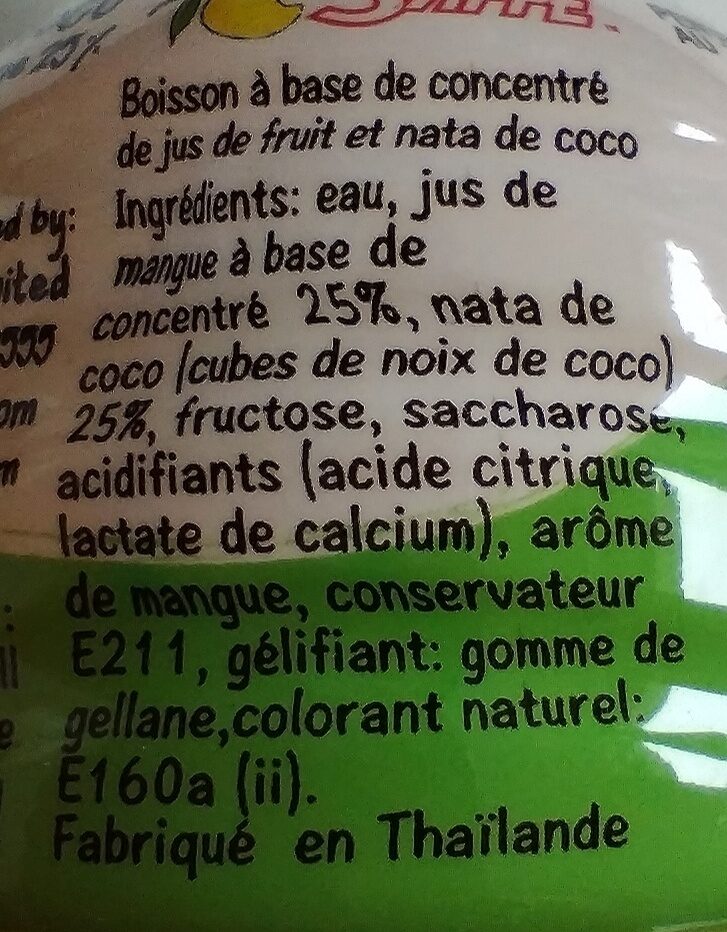 Boisson à base de concentré
de jus de fruit et nata de coco
Ingrédients: eau, jus de
mangue à base de
concentré 25%, nata de
coco (cubes de noix de coco)
25%, fructose, saccharose,
acidifiants (acide citrique,
lactate de calcium), arôme
de mangue, conservateur
E211, gélifiant: gomme de
gellane,colorant naturel:
E160a (ii).
Fabriqué en Thaïlande
by: